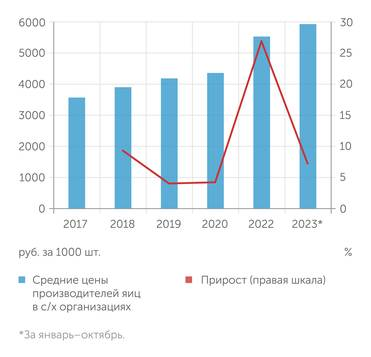 6000
30
5000
25
4000
20
3000
15
2000
10
1000
5
0
0
2017 2018 2019 2020 2022 2023*
руб. за 1000 шт. %
Средние цены
производителей яиц
в с/х организациях
Прирост (правая шкала)
*За январь–октябрь.